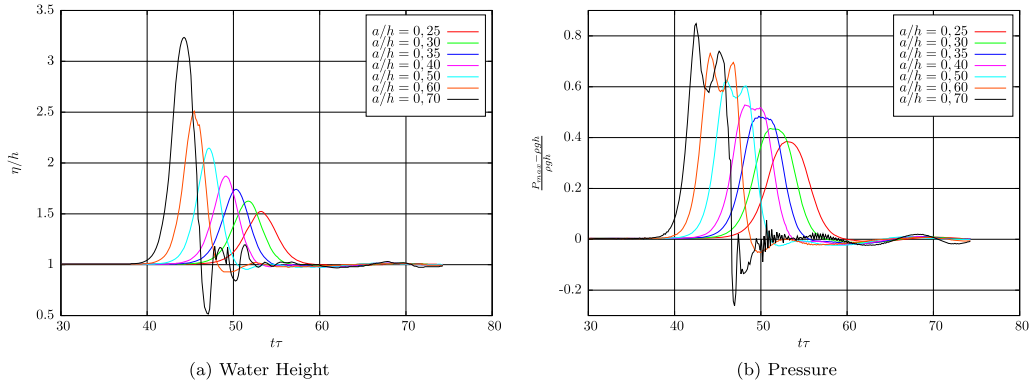 3.5
3
2.5
2
1.5
1
0.5
30 40 50 60 70 80
η/h
tτ
a/h = 0, 25
a/h = 0, 30
a/h = 0, 35
a/h = 0, 40
a/h = 0, 50
a/h = 0, 60
a/h = 0, 70
(a) Water Height
0.8
0.6
0.4
0.2
0
-0.2
30 40 50 60 70 80
P_max − ρgh
ρgh
tτ
a/h = 0, 25
a/h = 0, 30
a/h = 0, 35
a/h = 0, 40
a/h = 0, 50
a/h = 0, 60
a/h = 0, 70
(b) Pressure